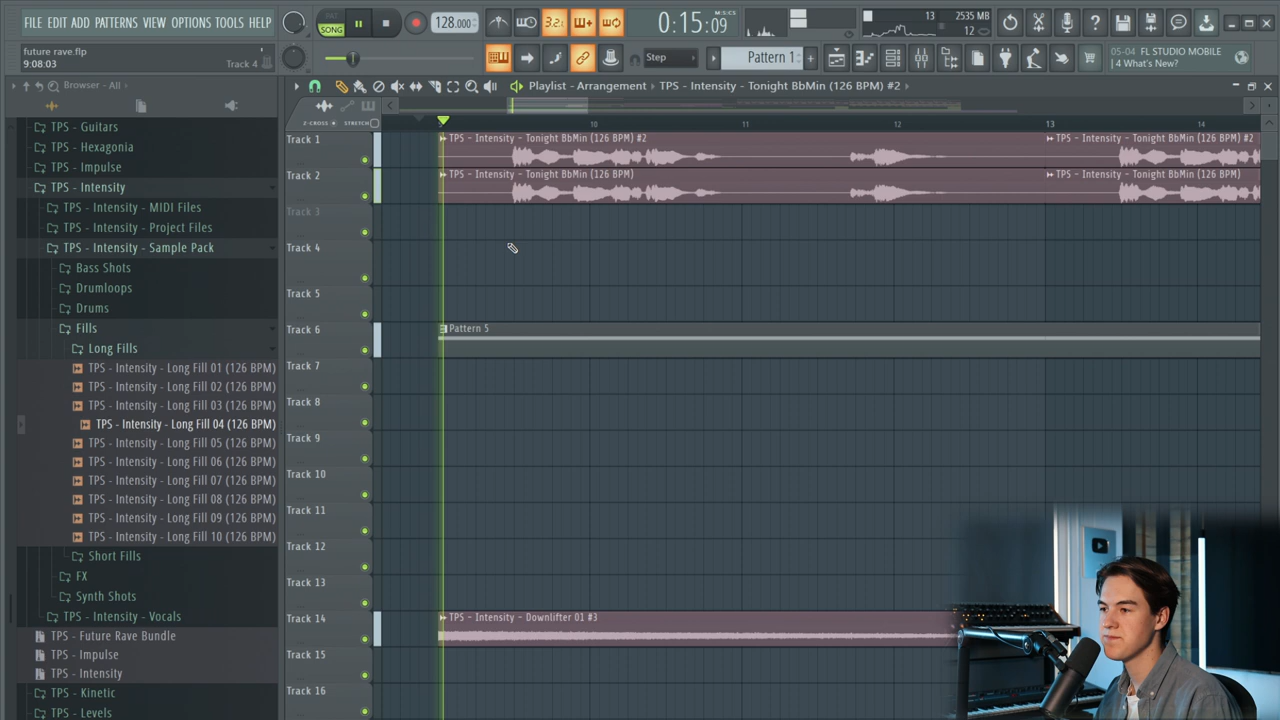 FILE EDIT ADD PATTERNS VIEW OPTIONS TOOLS HELP
SONG
128.000
3.2.
0:15:09
M:S:CS
13
2535 MB
12
future rave.flp
9:08:03
Track 4
Step
Pattern 1
05-04 FL STUDIO MOBILE
| 4 What's New?
Browser - All
Playlist - Arrangement
TPS - Intensity - Tonight BbMin (126 BPM) #2
Z-CROSS
STRETCH
10
11
12
13
14
TPS - Guitars
TPS - Hexagonia
TPS - Impulse
TPS - Intensity
TPS - Intensity - MIDI Files
TPS - Intensity - Project Files
TPS - Intensity - Sample Pack
Bass Shots
Drumloops
Drums
Fills
Long Fills
TPS - Intensity - Long Fill 01 (126 BPM)
TPS - Intensity - Long Fill 02 (126 BPM)
TPS - Intensity - Long Fill 03 (126 BPM)
TPS - Intensity - Long Fill 04 (126 BPM)
TPS - Intensity - Long Fill 05 (126 BPM)
TPS - Intensity - Long Fill 06 (126 BPM)
TPS - Intensity - Long Fill 07 (126 BPM)
TPS - Intensity - Long Fill 08 (126 BPM)
TPS - Intensity - Long Fill 09 (126 BPM)
TPS - Intensity - Long Fill 10 (126 BPM)
Short Fills
FX
Synth Shots
TPS - Intensity - Vocals
TPS - Future Rave Bundle
TPS - Impulse
TPS - Intensity
TPS - Kinetic
TPS - Levels
Track 1
TPS - Intensity - Tonight BbMin (126 BPM) #2
TPS - Intensity - Tonight BbMin (126 BPM) #2
Track 2
TPS - Intensity - Tonight BbMin (126 BPM)
TPS - Intensity - Tonight BbMin (126 BPM)
Track 3
Track 4
Track 5
Track 6
Pattern 5
Track 7
Track 8
Track 9
Track 10
Track 11
Track 12
Track 13
Track 14
TPS - Intensity - Downlifter 01 #3
Track 15
Track 16